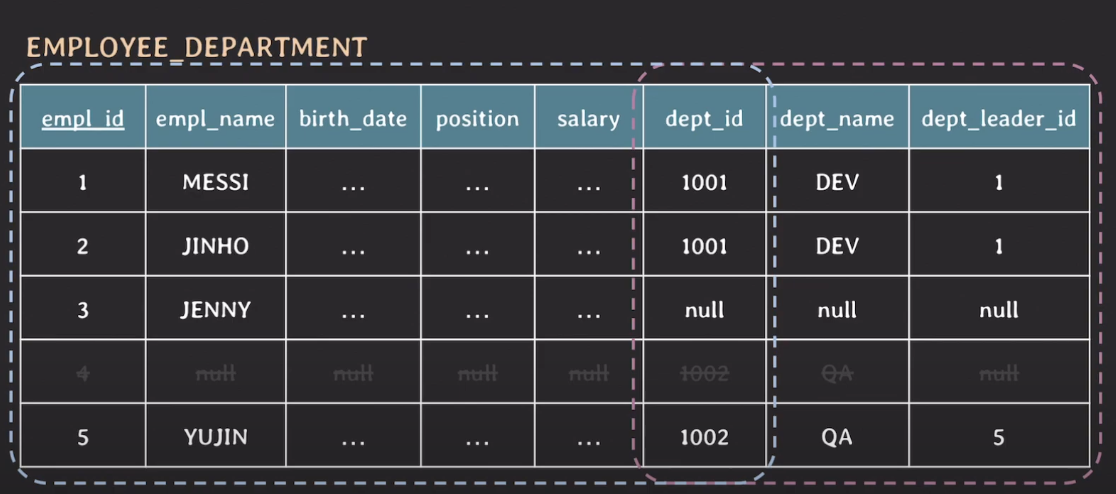 EMPLOYEE_DEPARTMENT
empl_id empl_name birth_date position salary dept_id dept_name dept_leader_id
1 MESSI ... ... ... 1001 DEV 1
2 JINHO ... ... ... 1001 DEV 1
3 JENNY ... ... ... null null null
4 null null null null 1002 QA null
5 YUJIN ... ... ... 1002 QA 5